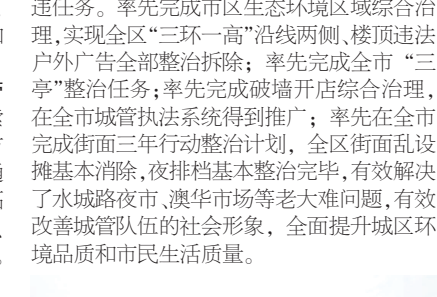 违任务。率先完成市区生态环境区域综合治
理,实现全区“三环一高”沿线两侧、楼顶违法
户外广告全部整治拆除；率先完成全市“三
亭”整治任务;率先完成破墙开店综合治理,
在全市城管执法系统得到推广；率先在全市
完成街面三年行动整治计划，全区街面乱设
摊基本消除,夜排档基本整治完毕,有效解决
了水城路夜市、澳华市场等老大难问题,有效
改善城管队伍的社会形象，全面提升城区环
境品质和市民生活质量。